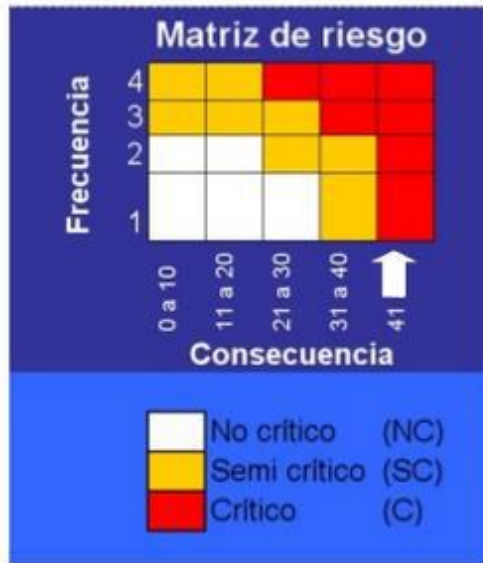 Matriz de riesgo
Frecuencia
4
3
2
1
0 a 10
11 a 20
21 a 30
31 a 40
41
Consecuencia
No crítico (NC)
Semi crítico (SC)
Crítico (C)